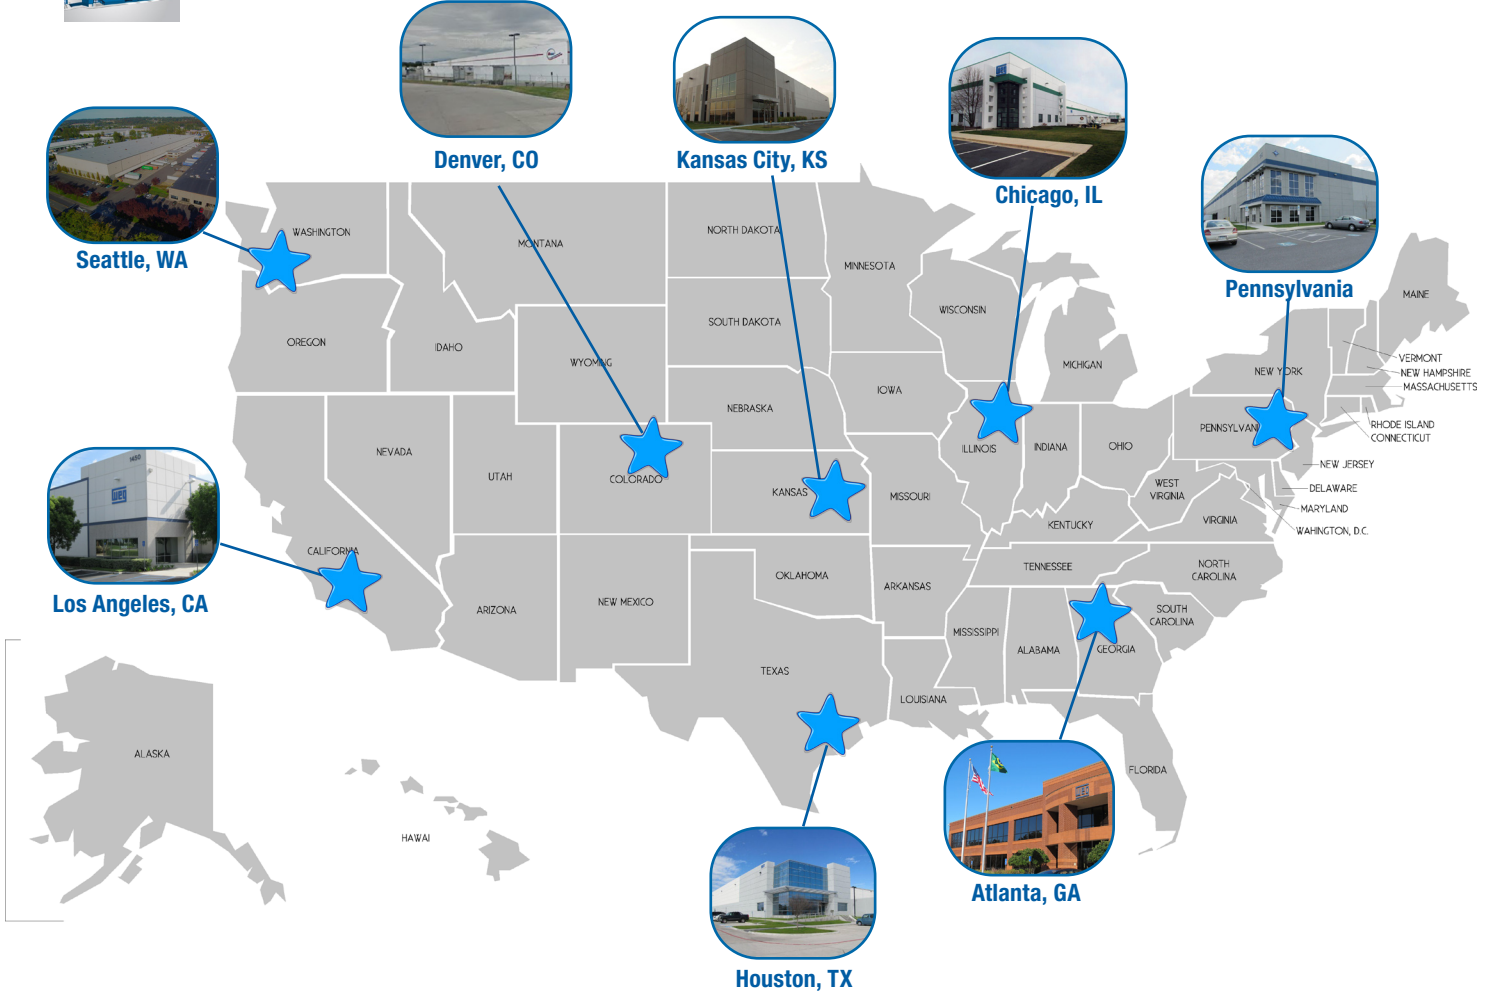 Denver, CO
Kansas City, KS
Chicago, IL
Seattle, WA
Pennsylvania
Los Angeles, CA
Atlanta, GA
Houston, TX
1450
WEG
WASHINGTON
MONTANA
NORTH DAKOTA
MINNESOTA
MAINE
OREGON
IDAHO
SOUTH DAKOTA
WISCONSIN
MICHIGAN
VERMONT
NEW HAMPSHIRE
MASSACHUSETTS
WYOMING
NEW YORK
IOWA
NEBRASKA
RHODE ISLAND
CONNECTICUT
PENNSYLVANI
NEVADA
UTAH
COLORADO
KANSAS
MISSOURI
ILLINOIS
INDIANA
OHIO
NEW JERSEY
WEST
VIRGINIA
DELAWARE
MARYLAND
WAHINGTON, D.C.
VIRGINIA
KENTUCKY
CALIFORNIA
TENNESSEE
NORTH
CAROLINA
OKLAHOMA
ARKANSAS
ARIZONA
NEW MEXICO
SOUTH
CAROLINA
MISSISSIPPI
ALABAMA
GEORGIA
TEXAS
LOUISIANA
FLORIDA
ALASKA
HAWAI